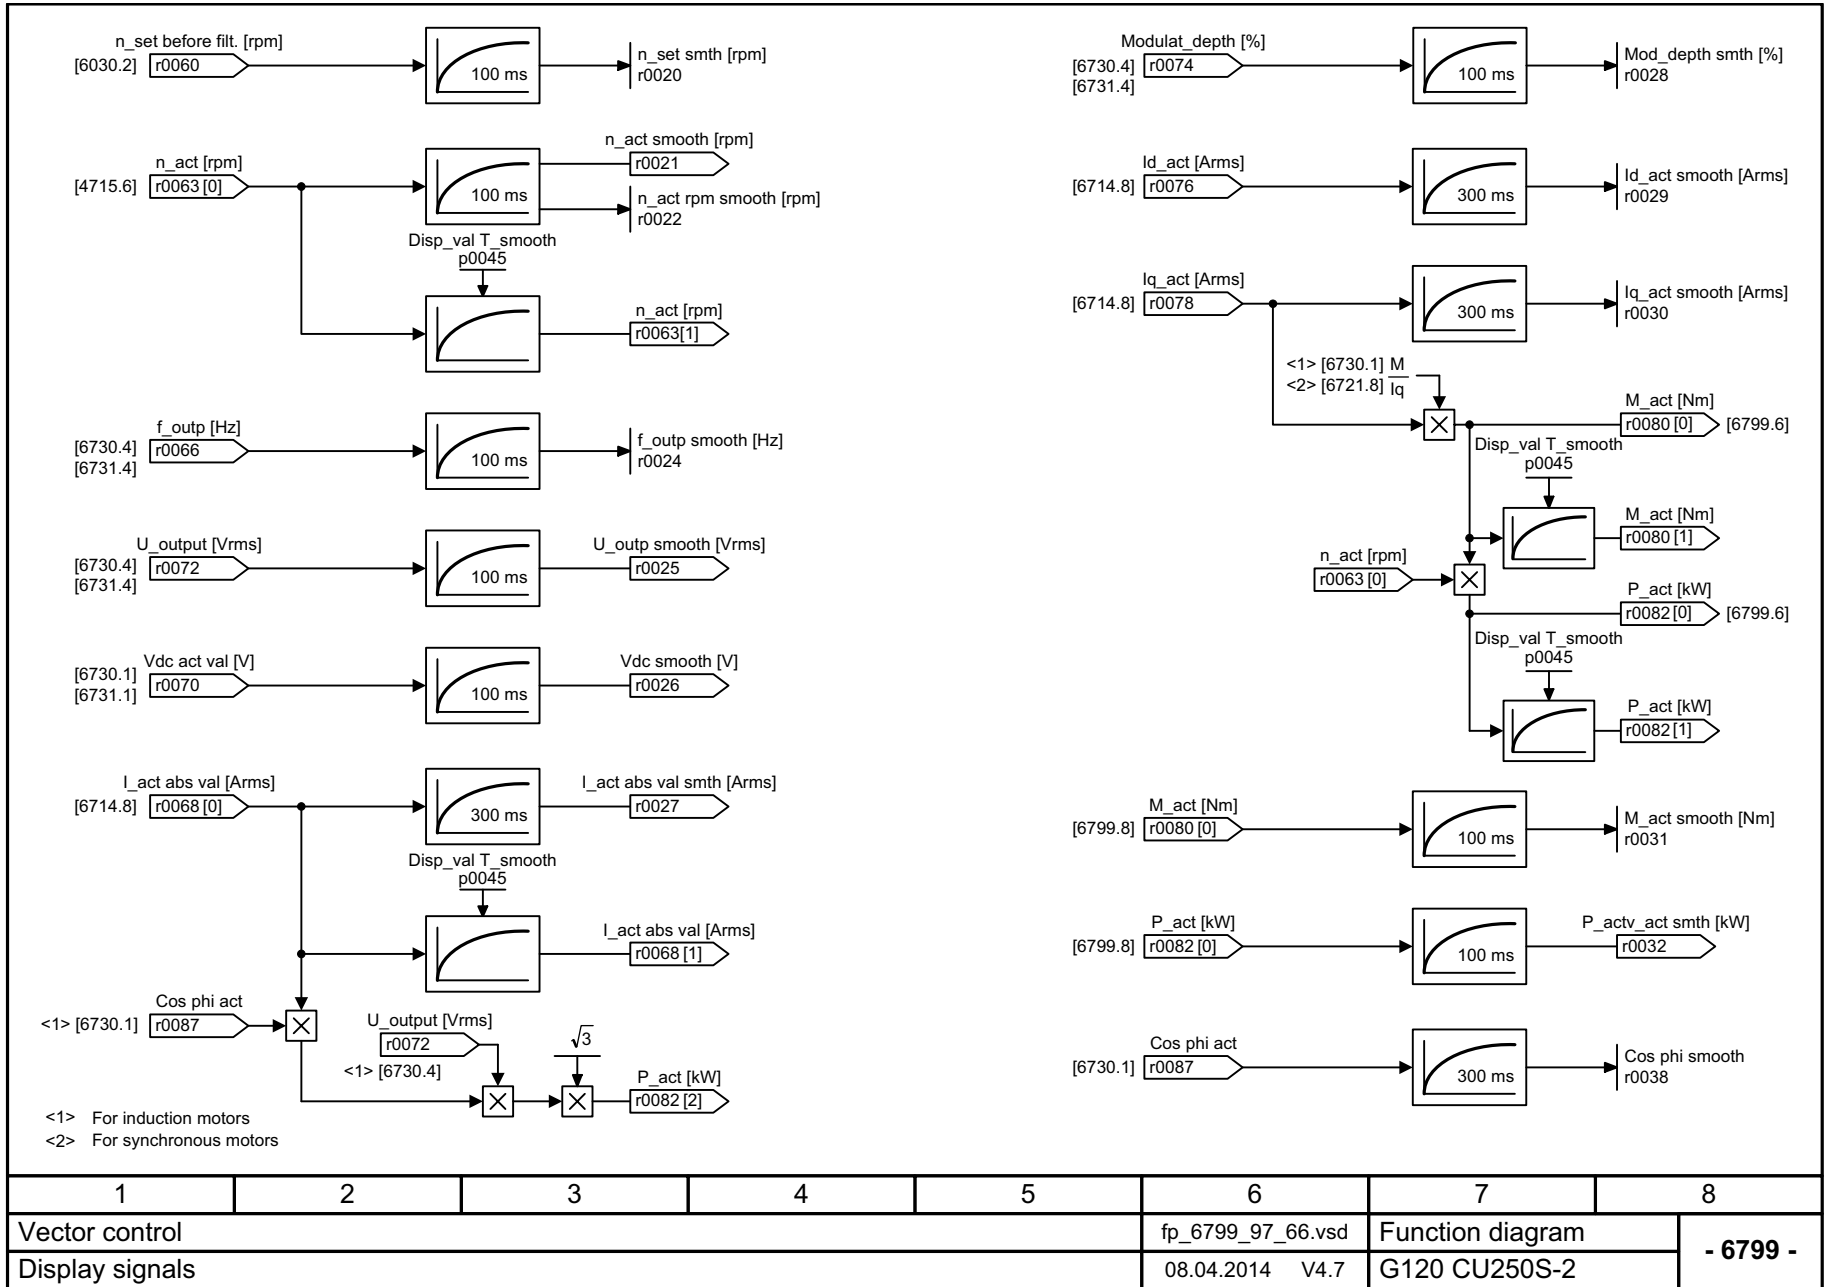 n_set before filt. [rpm]
[6030.2] r0060
100 ms
n_set smth [rpm]
r0020
n_act [rpm]
[4715.6] r0063 [0]
100 ms
n_act smooth [rpm]
r0021
n_act rpm smooth [rpm]
r0022
Disp_val T_smooth
p0045
n_act [rpm]
r0063[1]
f_outp [Hz]
[6730.4] r0066
[6731.4]
100 ms
f_outp smooth [Hz]
r0024
U_output [Vrms]
[6730.4] r0072
[6731.4]
100 ms
U_outp smooth [Vrms]
r0025
Vdc act val [V]
[6730.1] r0070
[6731.1]
100 ms
Vdc smooth [V]
r0026
I_act abs val [Arms]
[6714.8] r0068 [0]
300 ms
I_act abs val smth [Arms]
r0027
Disp_val T_smooth
p0045
I_act abs val [Arms]
r0068 [1]
Cos phi act
<1> [6730.1] r0087
U_output [Vrms]
r0072
<1> [6730.4]
√3
P_act [kW]
r0082 [2]
<1> For induction motors
<2> For synchronous motors
Modulat_depth [%]
[6730.4] r0074
[6731.4]
100 ms
Mod_depth smth [%]
r0028
Id_act [Arms]
[6714.8] r0076
300 ms
Id_act smooth [Arms]
r0029
Iq_act [Arms]
[6714.8] r0078
300 ms
Iq_act smooth [Arms]
r0030
<1> [6730.1] M
<2> [6721.8] Iq
M_act [Nm]
r0080 [0] [6799.6]
Disp_val T_smooth
p0045
M_act [Nm]
r0080 [1]
n_act [rpm]
r0063 [0]
P_act [kW]
r0082 [0] [6799.6]
Disp_val T_smooth
p0045
P_act [kW]
r0082 [1]
M_act [Nm]
[6799.8] r0080 [0]
100 ms
M_act smooth [Nm]
r0031
P_act [kW]
[6799.8] r0082 [0]
100 ms
P_actv_act smth [kW]
r0032
Cos phi act
[6730.1] r0087
300 ms
Cos phi smooth
r0038
1 2 3 4 5 6 7 8
Vector control fp_6799_97_66.vsd Function diagram
- 6799 -
Display signals 08.04.2014 V4.7 G120 CU250S-2